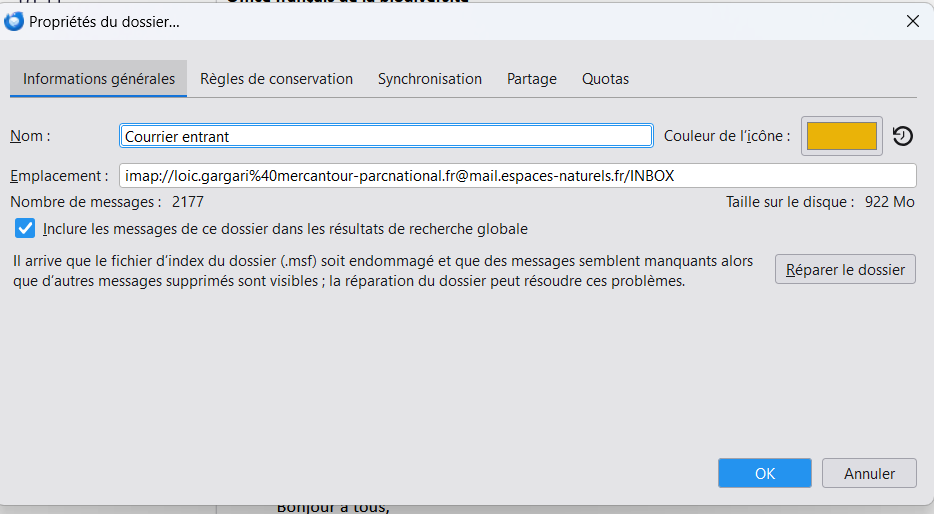 Propriétés du dossier...
Informations générales Règles de conservation Synchronisation Partage Quotas
Nom : Courrier entrant Couleur de l'icône :
Emplacement : imap://loic.gargari%40mercantour-parcnational.fr@mail.espaces-naturels.fr/INBOX
Nombre de messages : 2177 Taille sur le disque : 922 Mo
Inclure les messages de ce dossier dans les résultats de recherche globale
Il arrive que le fichier d'index du dossier (.msf) soit endommagé et que des messages semblent manquants alors
que d'autres messages supprimés sont visibles ; la réparation du dossier peut résoudre ces problèmes.
Réparer le dossier
OK Annuler
Bonjour à tous,